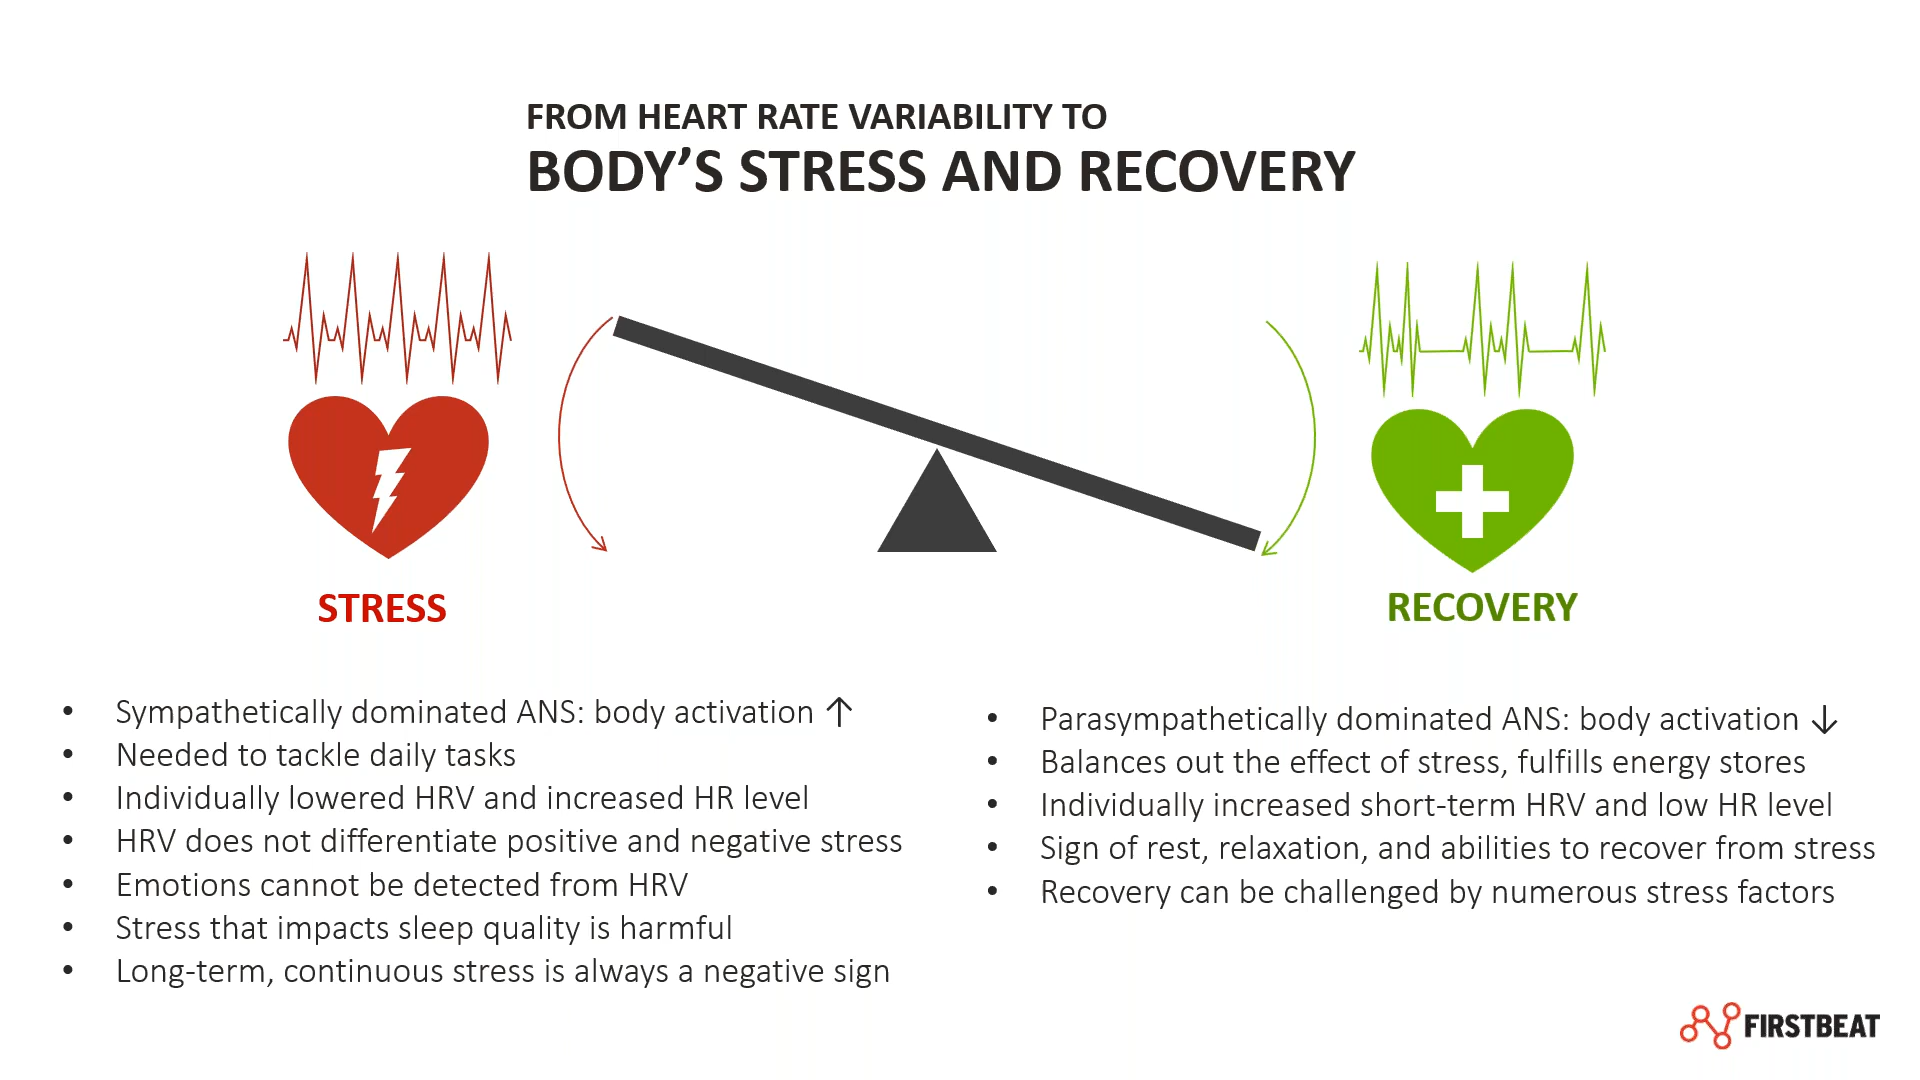 FROM HEART RATE VARIABILITY TO
BODY’S STRESS AND RECOVERY
STRESS
• Sympathetically dominated ANS: body activation ↑
• Needed to tackle daily tasks
• Individually lowered HRV and increased HR level
• HRV does not differentiate positive and negative stress
• Emotions cannot be detected from HRV
• Stress that impacts sleep quality is harmful
• Long-term, continuous stress is always a negative sign
RECOVERY
• Parasympathetically dominated ANS: body activation ↓
• Balances out the effect of stress, fulfills energy stores
• Individually increased short-term HRV and low HR level
• Sign of rest, relaxation, and abilities to recover from stress
• Recovery can be challenged by numerous stress factors
FIRSTBEAT